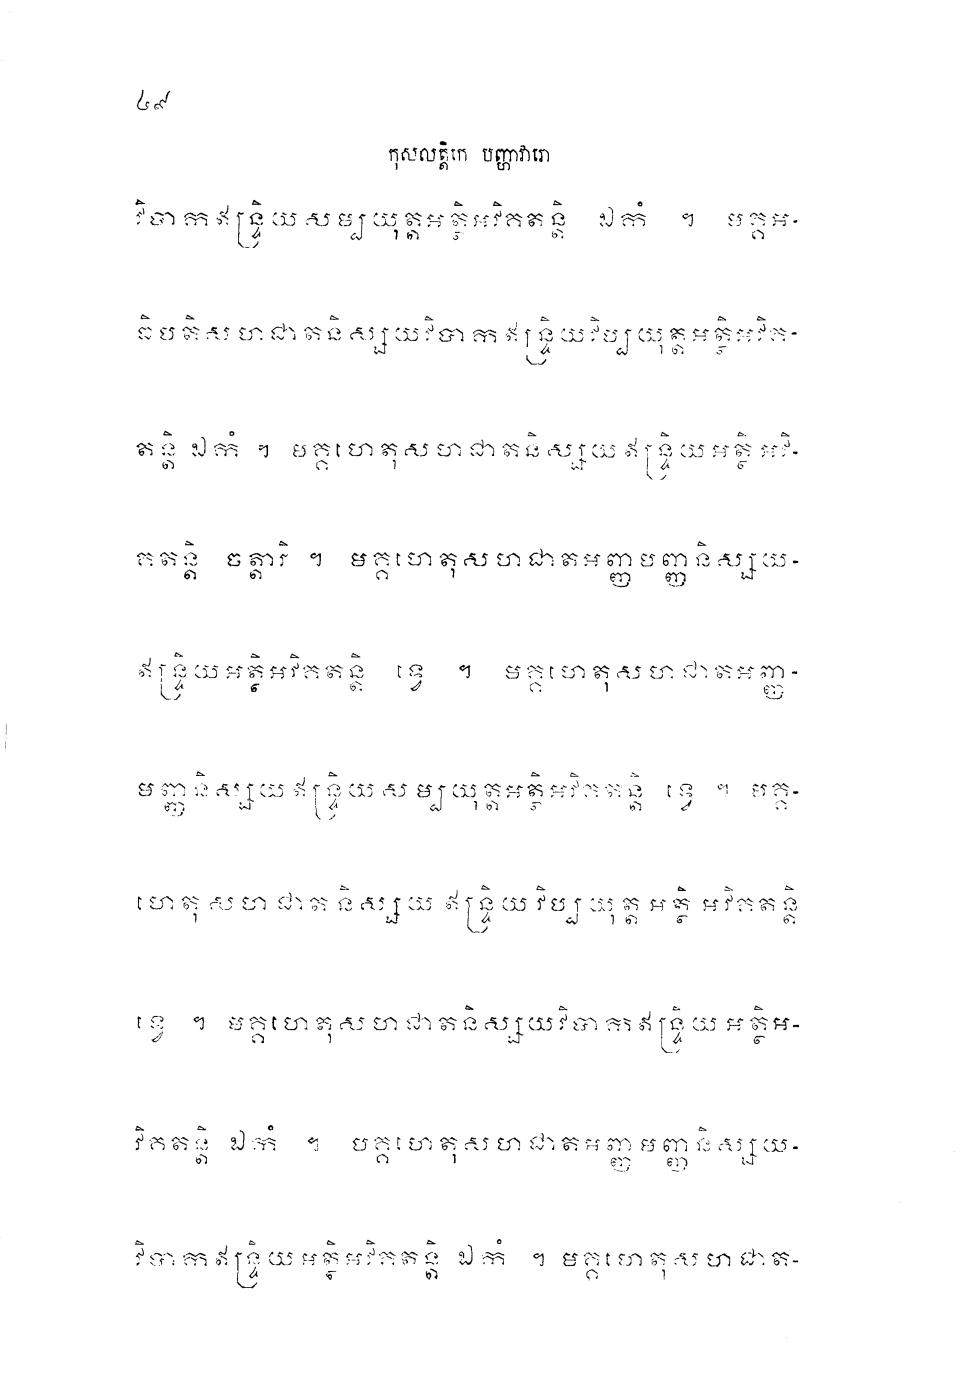 ៤៩
កុសលត្តិកេ បញ្ហាវារោ
វិបាកឥន្ទ្រិយសម្បយុត្តអត្ថិអវិកតន្តិ ឯកំ ។ មគ្គអ-
ធិបតិសហជាតនិស្សយវិបាកឥន្ទ្រិយវិប្បយុត្តអត្ថិអវិក-
តន្តិ ឯកំ ។ មគ្គហេតុសហជាតនិស្សយឥន្ទ្រិយអត្ថិអវិ-
កតន្តិ ចត្តារិ ។ មគ្គហេតុសហជាតអញ្ញមញ្ញនិស្សយ-
ឥន្ទ្រិយអត្ថិអវិកតន្តិ ទ្វេ ។ មគ្គហេតុសហជាតអញ្ញ-
មញ្ញនិស្សយឥន្ទ្រិយសម្បយុត្តអត្ថិអវិកតន្តិ ទ្វេ ។ មគ្គ-
ហេតុសហជាតនិស្សយឥន្ទ្រិយវិប្បយុត្តអត្ថិអវិកតន្តិ
ទ្វេ ។ មគ្គហេតុសហជាតនិស្សយវិបាកឥន្ទ្រិយអត្ថិអ-
វិកតន្តិ ឯកំ ។ មគ្គហេតុសហជាតអញ្ញមញ្ញនិស្សយ-
វិបាកឥន្ទ្រិយអត្ថិអវិកតន្តិ ឯកំ ។ មគ្គហេតុសហជាត-